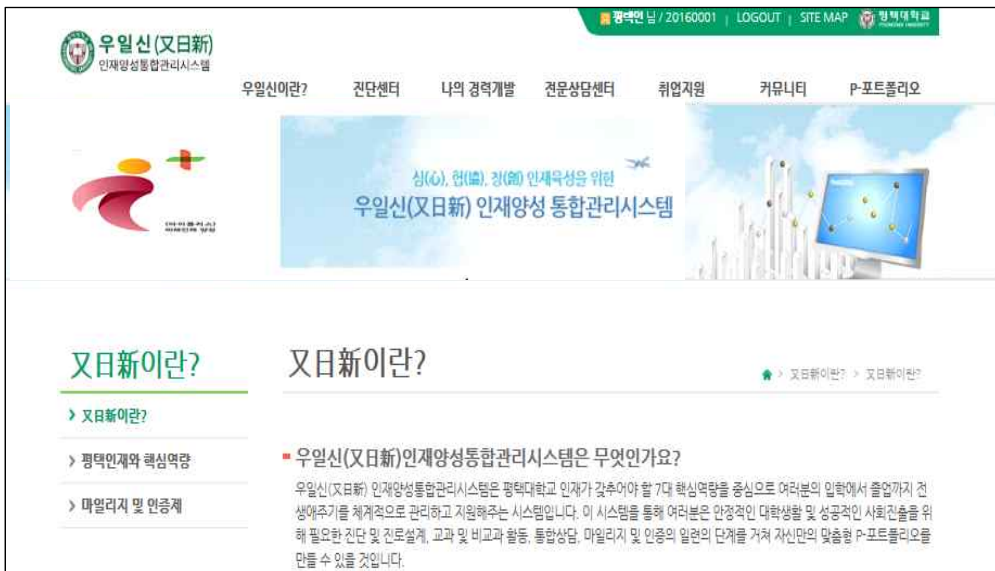 평택인 님 / 20160001 | LOGOUT | SITE MAP 평택대학교
우일신(又日新)
인재양성통합관리시스템
우일신이란? 진단센터 나의 경력개발 전문상담센터 취업지원 커뮤니티 P-포트폴리오
심(心), 협(協), 창(創) 인재육성을 위한
우일신(又日新) 인재양성 통합관리시스템
又日新이란?
又日新이란?
> 又日新이란? > 又日新이란?
> 又日新이란?
> 평택인재와 핵심역량
> 마일리지 및 인증제
우일신(又日新)인재양성통합관리시스템은 무엇인가요?
우일신(又日新) 인재양성통합관리시스템은 평택대학교 인재가 갖추어야 할 7대 핵심역량을 중심으로 여러분의 입학에서 졸업까지 전
생애주기를 체계적으로 관리하고 지원해주는 시스템입니다. 이 시스템을 통해 여러분은 안정적인 대학생활 및 성공적인 사회진출을 위
해 필요한 진단 및 진로설계, 교과 및 비교과 활동, 통합상담, 마일리지 및 인증의 일련의 단계를 거쳐 자신만의 맞춤형 P-포트폴리오를
만들 수 있을 것입니다.